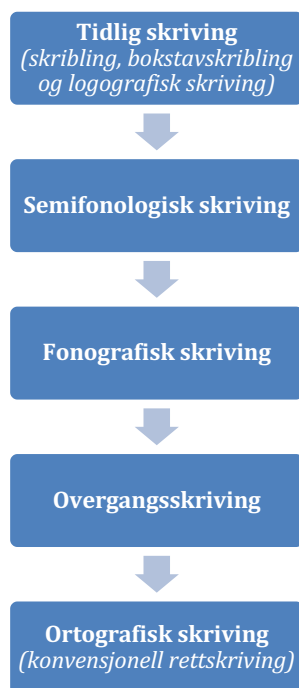 Tidlig skriving
(skribling, bokstavskribling
og logografisk skriving)
Semifonologisk skriving
Fonografisk skriving
Overgangsskriving
Ortografisk skriving
(konvensjonell rettskriving)